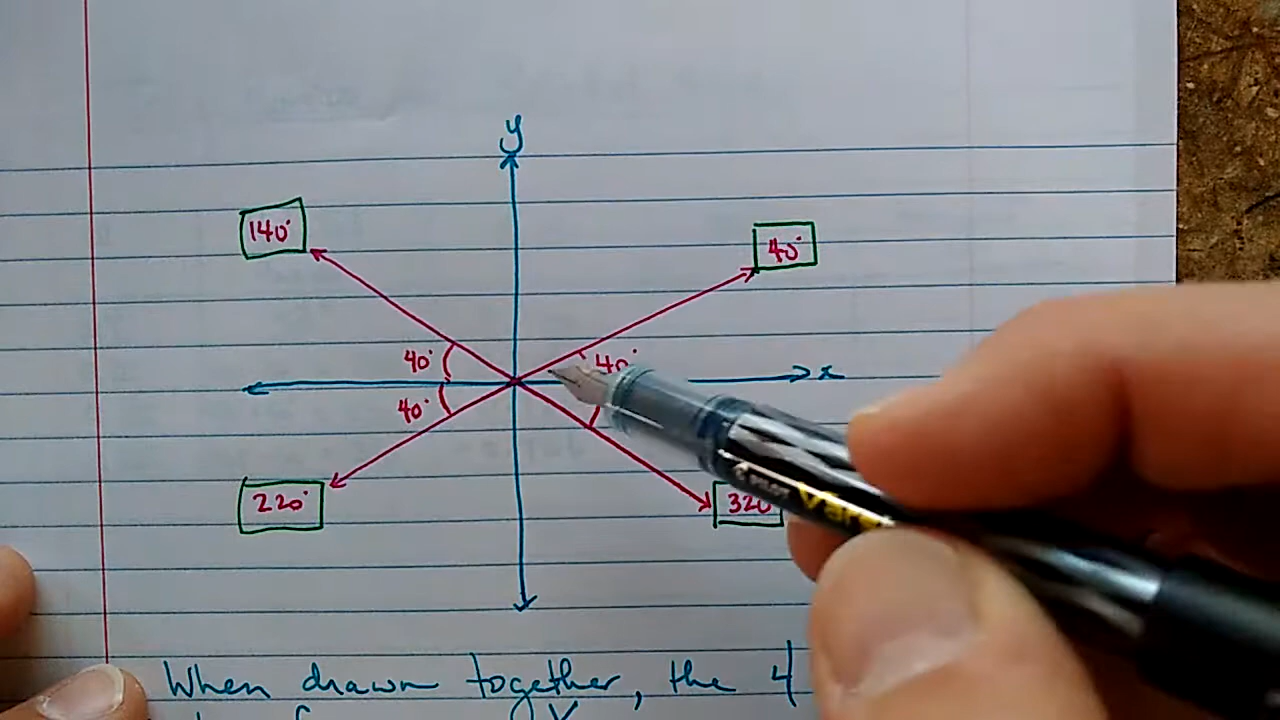 y
140°
40°
40°
40°
x
40°
220°
320
PILOT
When drawn together, the 4